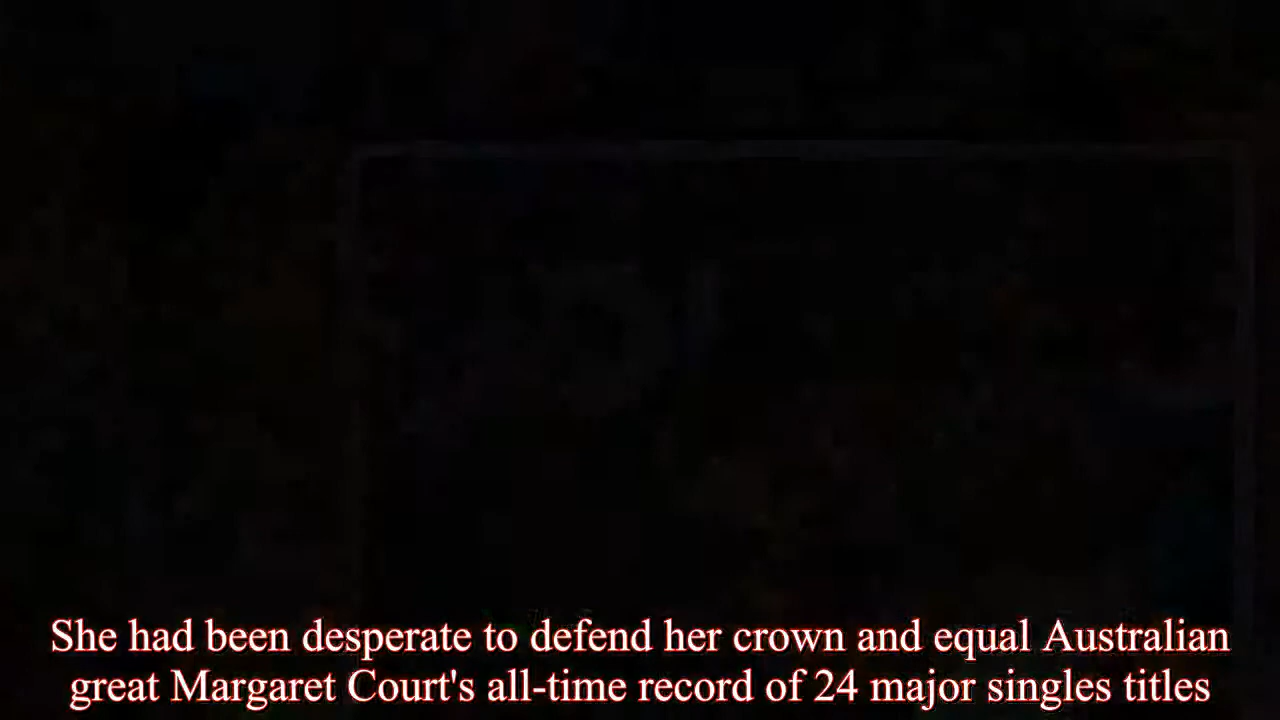 She had been desperate to defend her crown and equal Australian
great Margaret Court's all-time record of 24 major singles titles